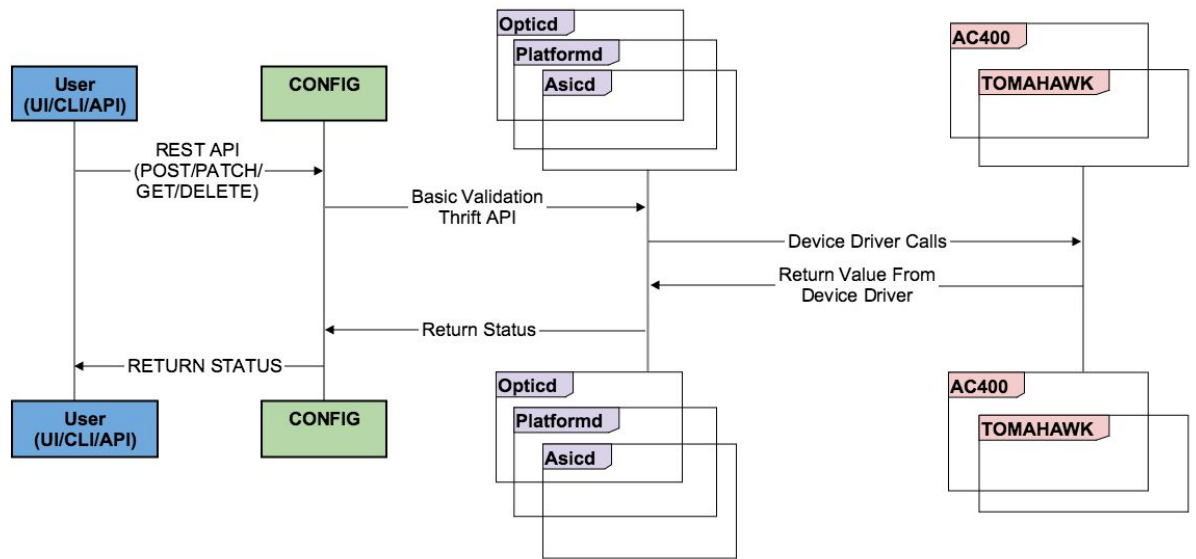 Opticd
Platformd
Asicd
AC400
TOMAHAWK
User
(UI/CLI/API)
CONFIG
REST API
(POST/PATCH/
GET/DELETE)
Basic Validation
Thrift API
Device Driver Calls
Return Value From
Device Driver
Return Status
RETURN STATUS
User
(UI/CLI/API)
CONFIG
Opticd
Platformd
Asicd
AC400
TOMAHAWK